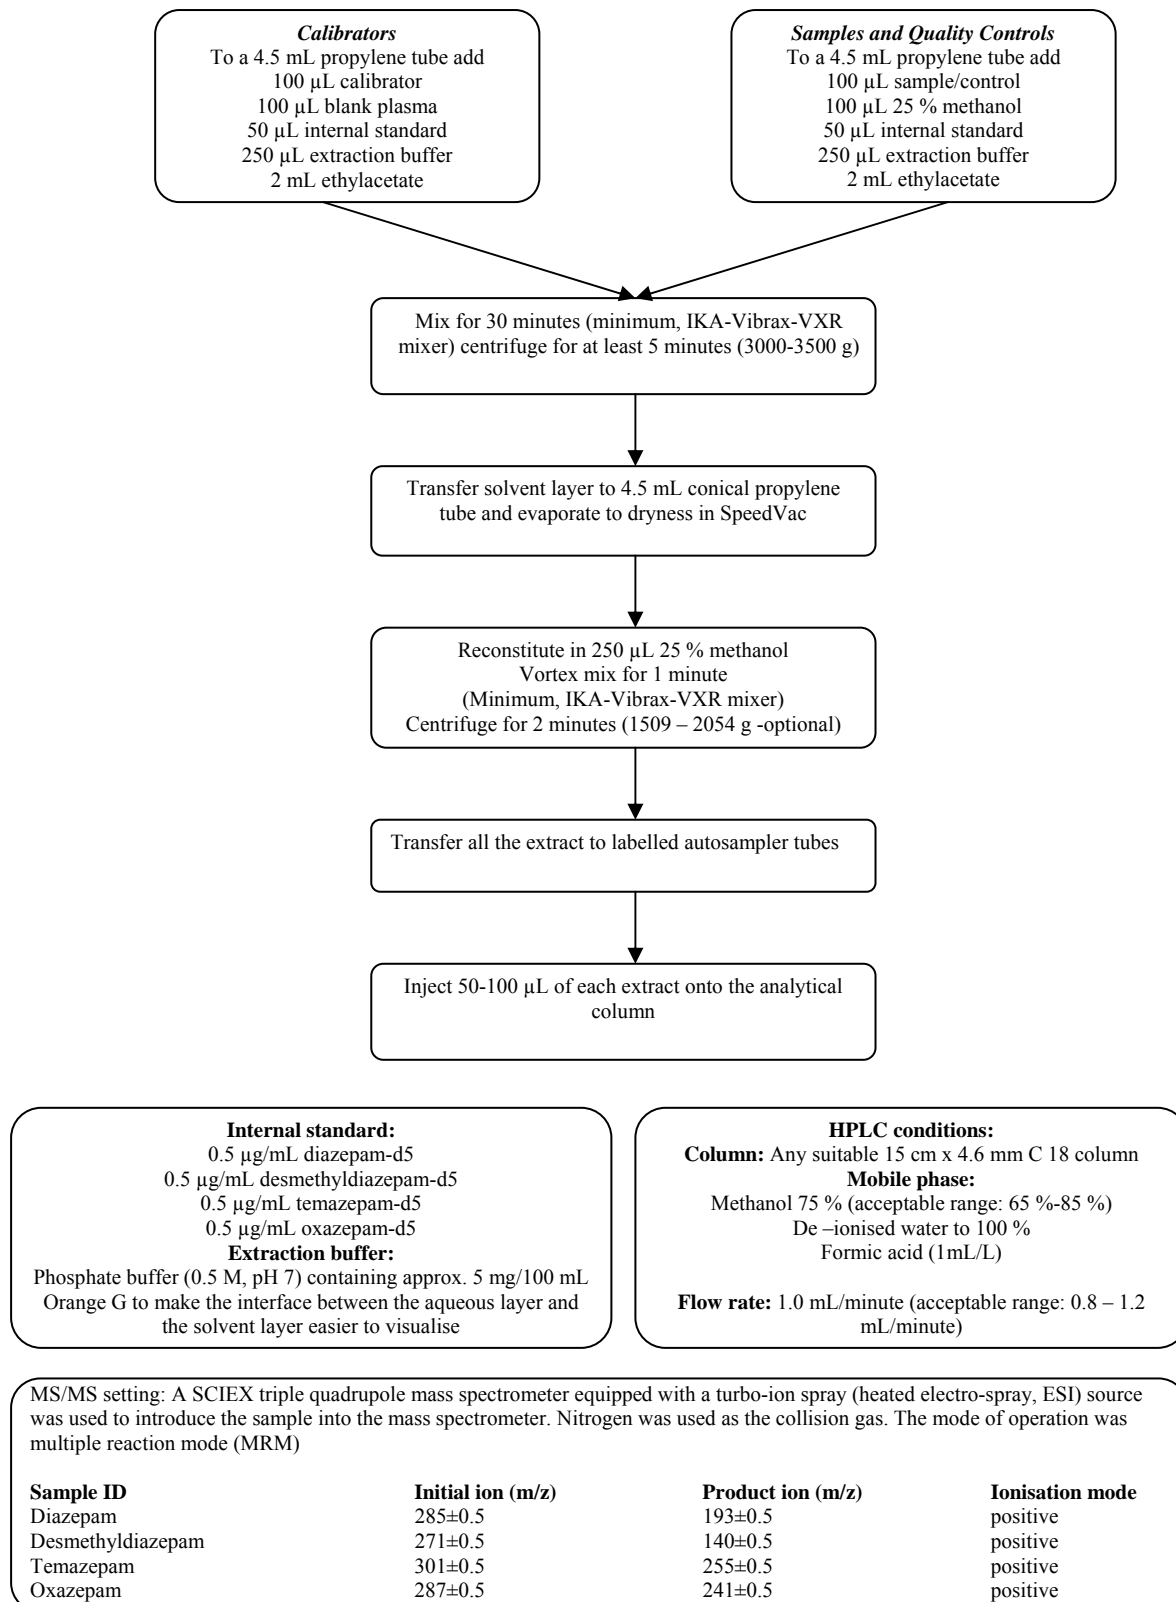 Calibrators
To a 4.5 mL propylene tube add
100 µL calibrator
100 µL blank plasma
50 µL internal standard
250 µL extraction buffer
2 mL ethylacetate
Samples and Quality Controls
To a 4.5 mL propylene tube add
100 µL sample/control
100 µL 25 % methanol
50 µL internal standard
250 µL extraction buffer
2 mL ethylacetate
Mix for 30 minutes (minimum, IKA-Vibrax-VXR
mixer) centrifuge for at least 5 minutes (3000-3500 g)
Transfer solvent layer to 4.5 mL conical propylene
tube and evaporate to dryness in SpeedVac
Reconstitute in 250 µL 25 % methanol
Vortex mix for 1 minute
(Minimum, IKA-Vibrax-VXR mixer)
Centrifuge for 2 minutes (1509 – 2054 g -optional)
Transfer all the extract to labelled autosampler tubes
Inject 50-100 µL of each extract onto the analytical
column
Internal standard:
0.5 µg/mL diazepam-d5
0.5 µg/mL desmethyldiazepam-d5
0.5 µg/mL temazepam-d5
0.5 µg/mL oxazepam-d5
Extraction buffer:
Phosphate buffer (0.5 M, pH 7) containing approx. 5 mg/100 mL
Orange G to make the interface between the aqueous layer and
the solvent layer easier to visualise
HPLC conditions:
Column: Any suitable 15 cm x 4.6 mm C 18 column
Mobile phase:
Methanol 75 % (acceptable range: 65 %-85 %)
De –ionised water to 100 %
Formic acid (1mL/L)
Flow rate: 1.0 mL/minute (acceptable range: 0.8 – 1.2
mL/minute)
MS/MS setting: A SCIEX triple quadrupole mass spectrometer equipped with a turbo-ion spray (heated electro-spray, ESI) source
was used to introduce the sample into the mass spectrometer. Nitrogen was used as the collision gas. The mode of operation was
multiple reaction mode (MRM)
Sample ID Initial ion (m/z) Product ion (m/z) Ionisation mode
Diazepam 285±0.5 193±0.5 positive
Desmethyldiazepam 271±0.5 140±0.5 positive
Temazepam 301±0.5 255±0.5 positive
Oxazepam 287±0.5 241±0.5 positive